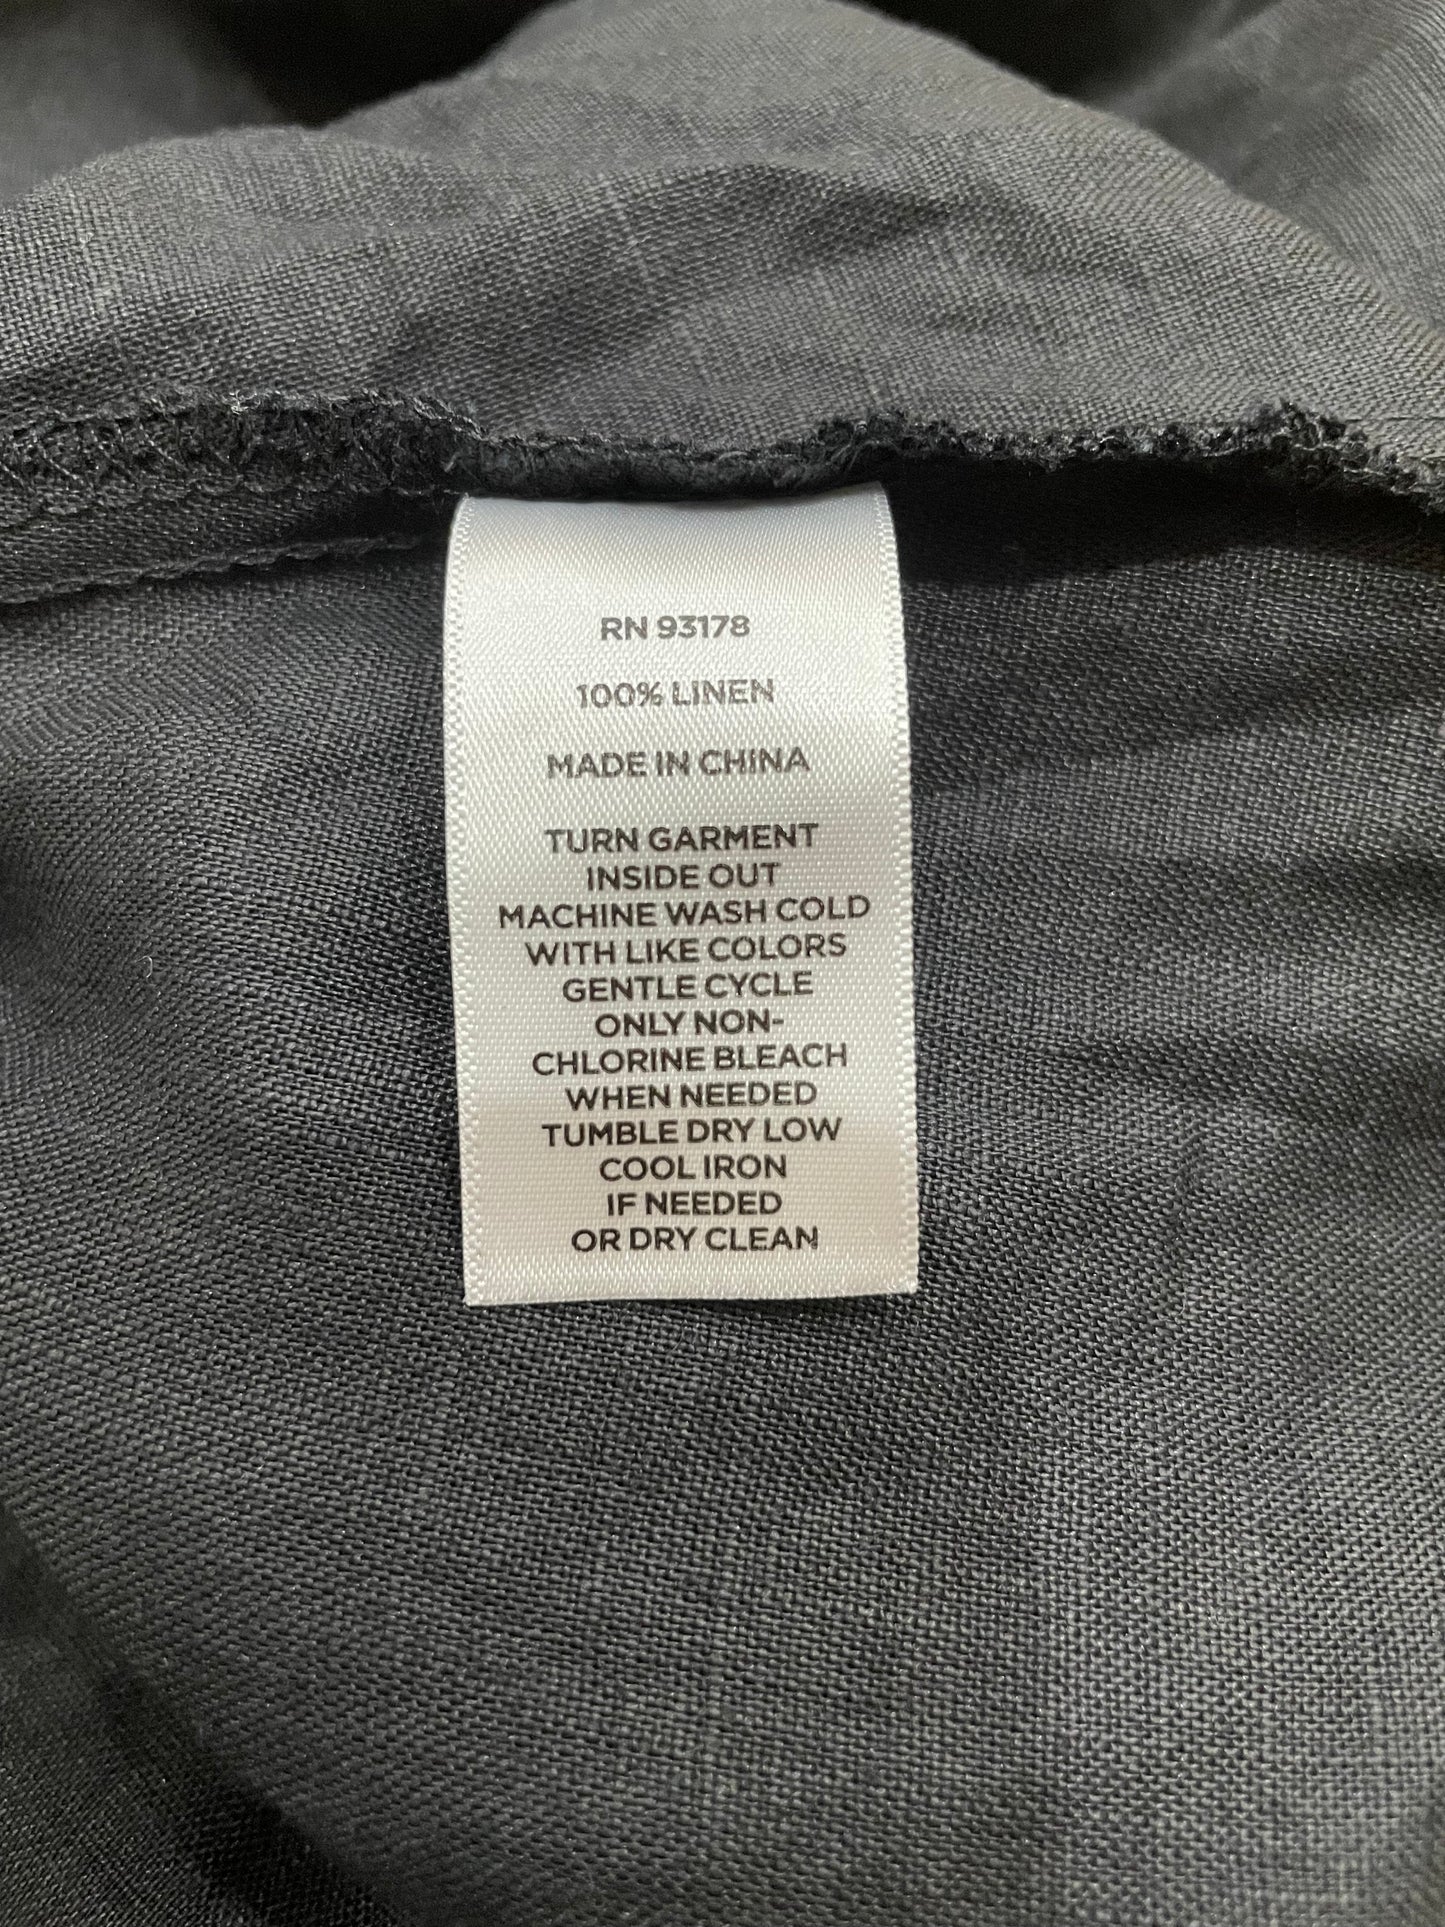 RN 93178
100% LINEN
MADE IN CHINA
TURN GARMENT
INSIDE OUT
MACHINE WASH COLD
WITH LIKE COLORS
GENTLE CYCLE
ONLY NON-
CHLORINE BLEACH
WHEN NEEDED
TUMBLE DRY LOW
COOL IRON
IF NEEDED
OR DRY CLEAN